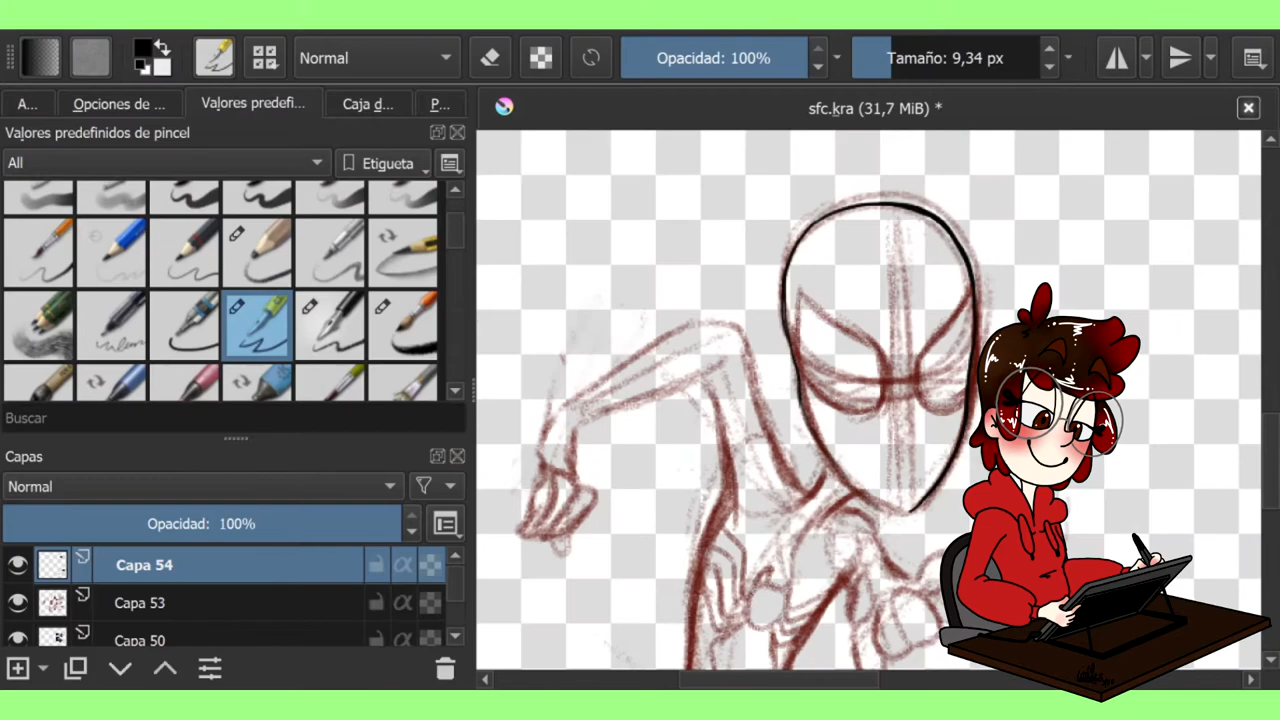 Normal
Opacidad: 100%
Tamaño: 9,34 px
A...
Opciones de ...
Valores predefi...
Caja d...
P...
sfc.kra (31,7 MiB) *
Valores predefinidos de pincel
All
Etiqueta
Buscar
Capas
Normal
Opacidad: 100%
Capa 54
Capa 53
Capa 50